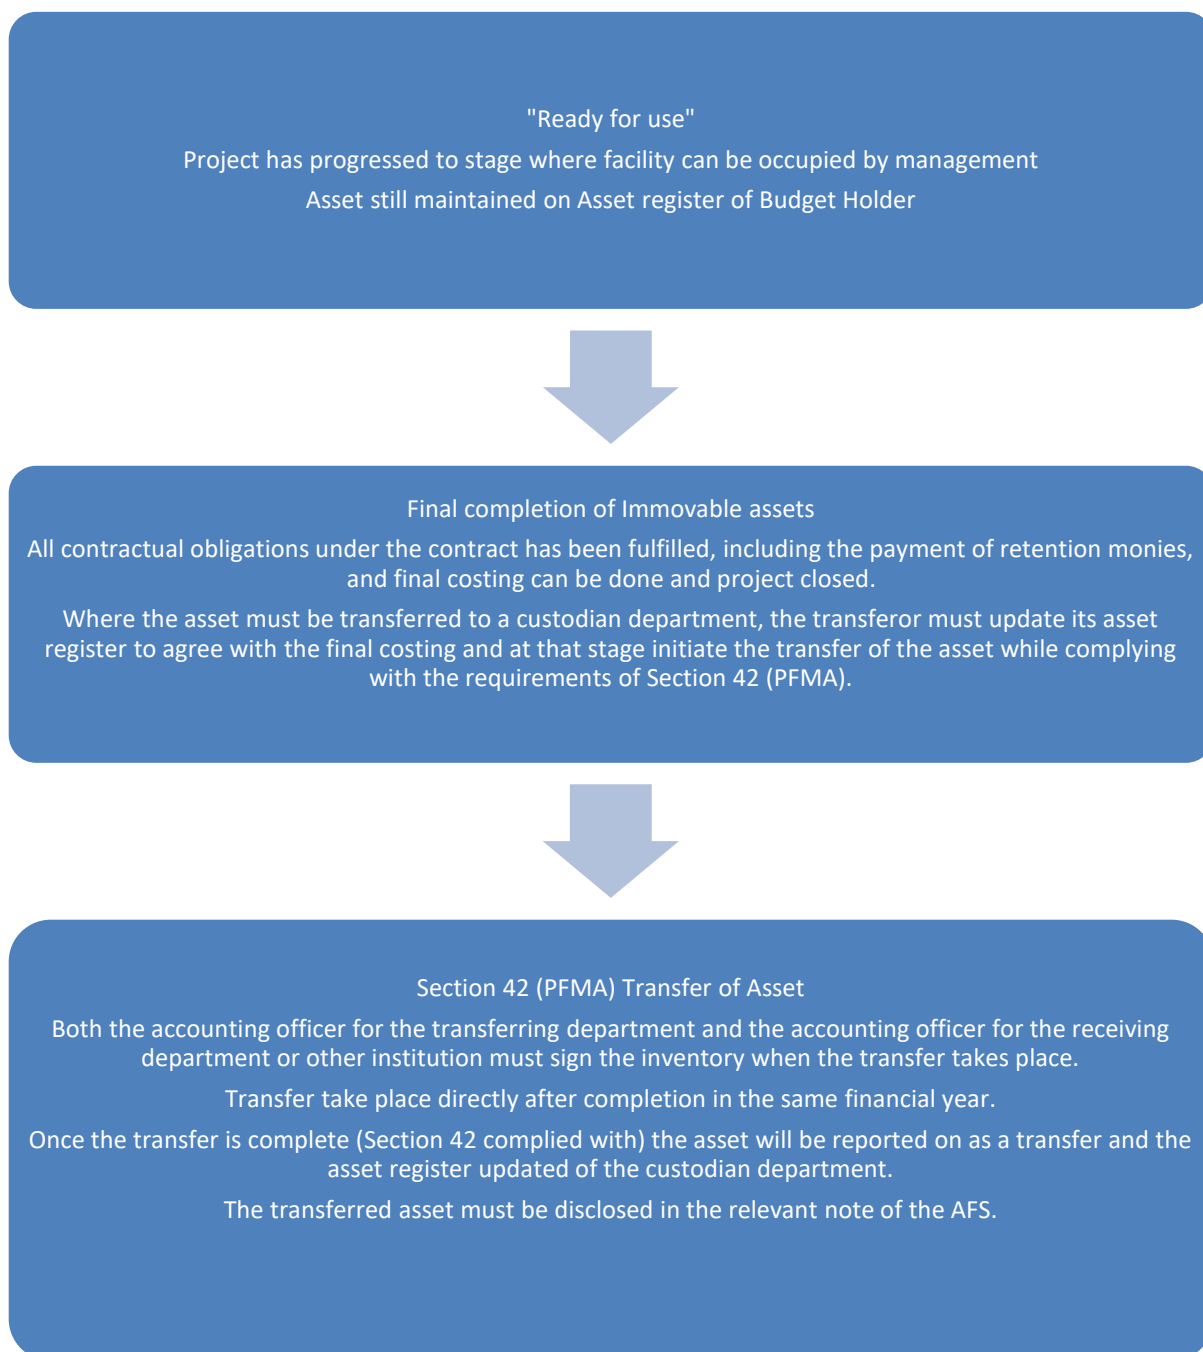 "Ready for use"
Project has progressed to stage where facility can be occupied by management
Asset still maintained on Asset register of Budget Holder
Final completion of Immovable assets
All contractual obligations under the contract has been fulfilled, including the payment of retention monies,
and final costing can be done and project closed.
Where the asset must be transferred to a custodian department, the transferor must update its asset
register to agree with the final costing and at that stage initiate the transfer of the asset while complying
with the requirements of Section 42 (PFMA).
Section 42 (PFMA) Transfer of Asset
Both the accounting officer for the transferring department and the accounting officer for the receiving
department or other institution must sign the inventory when the transfer takes place.
Transfer take place directly after completion in the same financial year.
Once the transfer is complete (Section 42 complied with) the asset will be reported on as a transfer and the
asset register updated of the custodian department.
The transferred asset must be disclosed in the relevant note of the AFS.